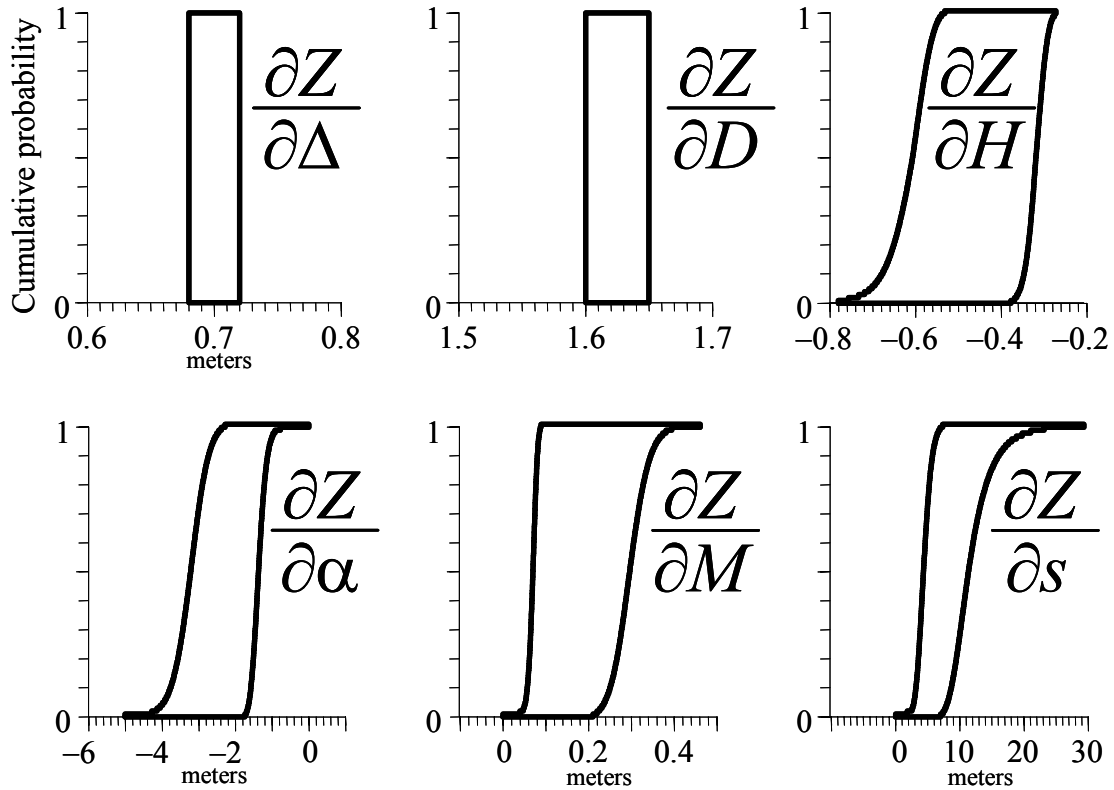 Cumulative probability
1
0
0.6 0.7 0.8
meters
∂Z
∂Δ
1
0
1.5 1.6 1.7
∂Z
∂D
1
0
−0.8 −0.6 −0.4 −0.2
∂Z
∂H
1
0
−6 −4 −2 0
meters
∂Z
∂α
1
0
0 0.2 0.4
meters
∂Z
∂M
1
0
0 10 20 30
meters
∂Z
∂s